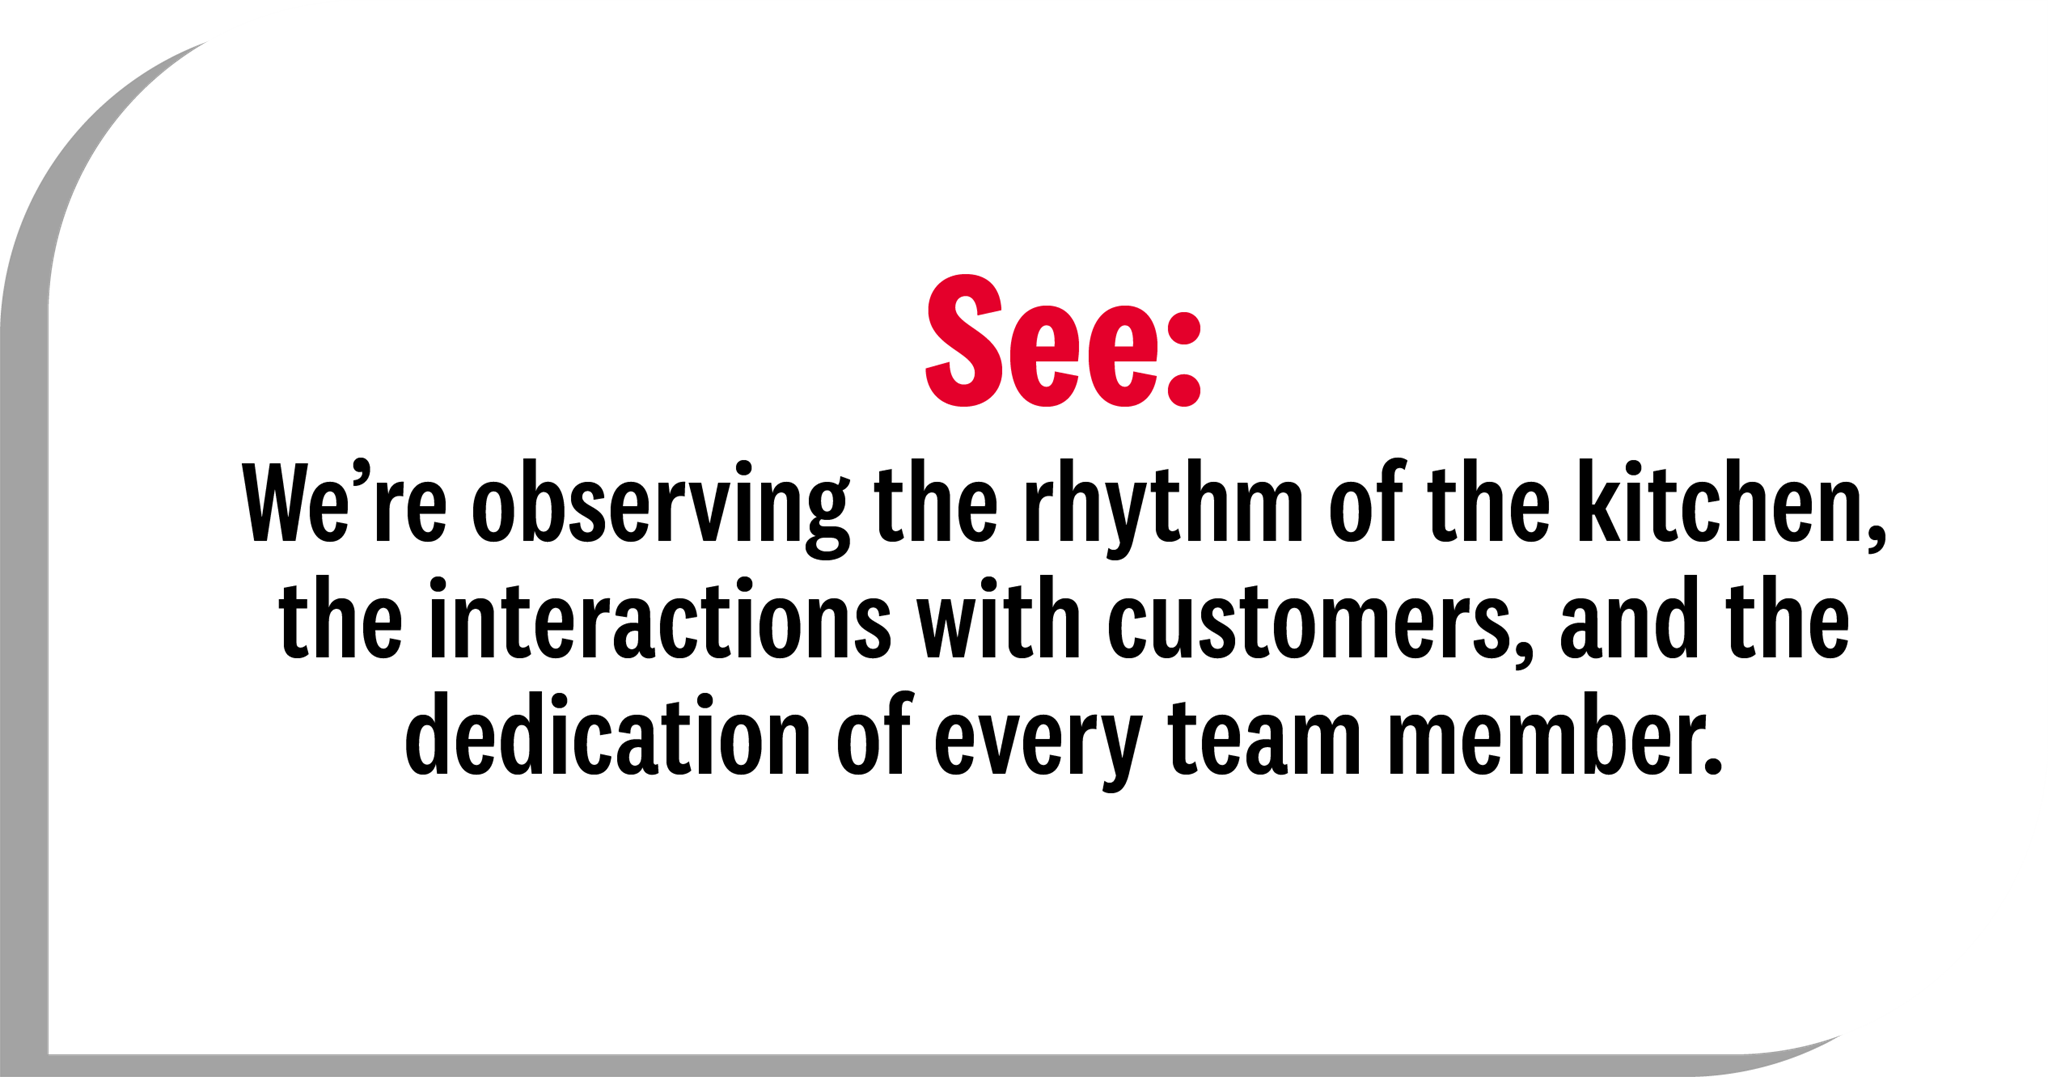 See:
We’re observing the rhythm of the kitchen,
the interactions with customers, and the
dedication of every team member.